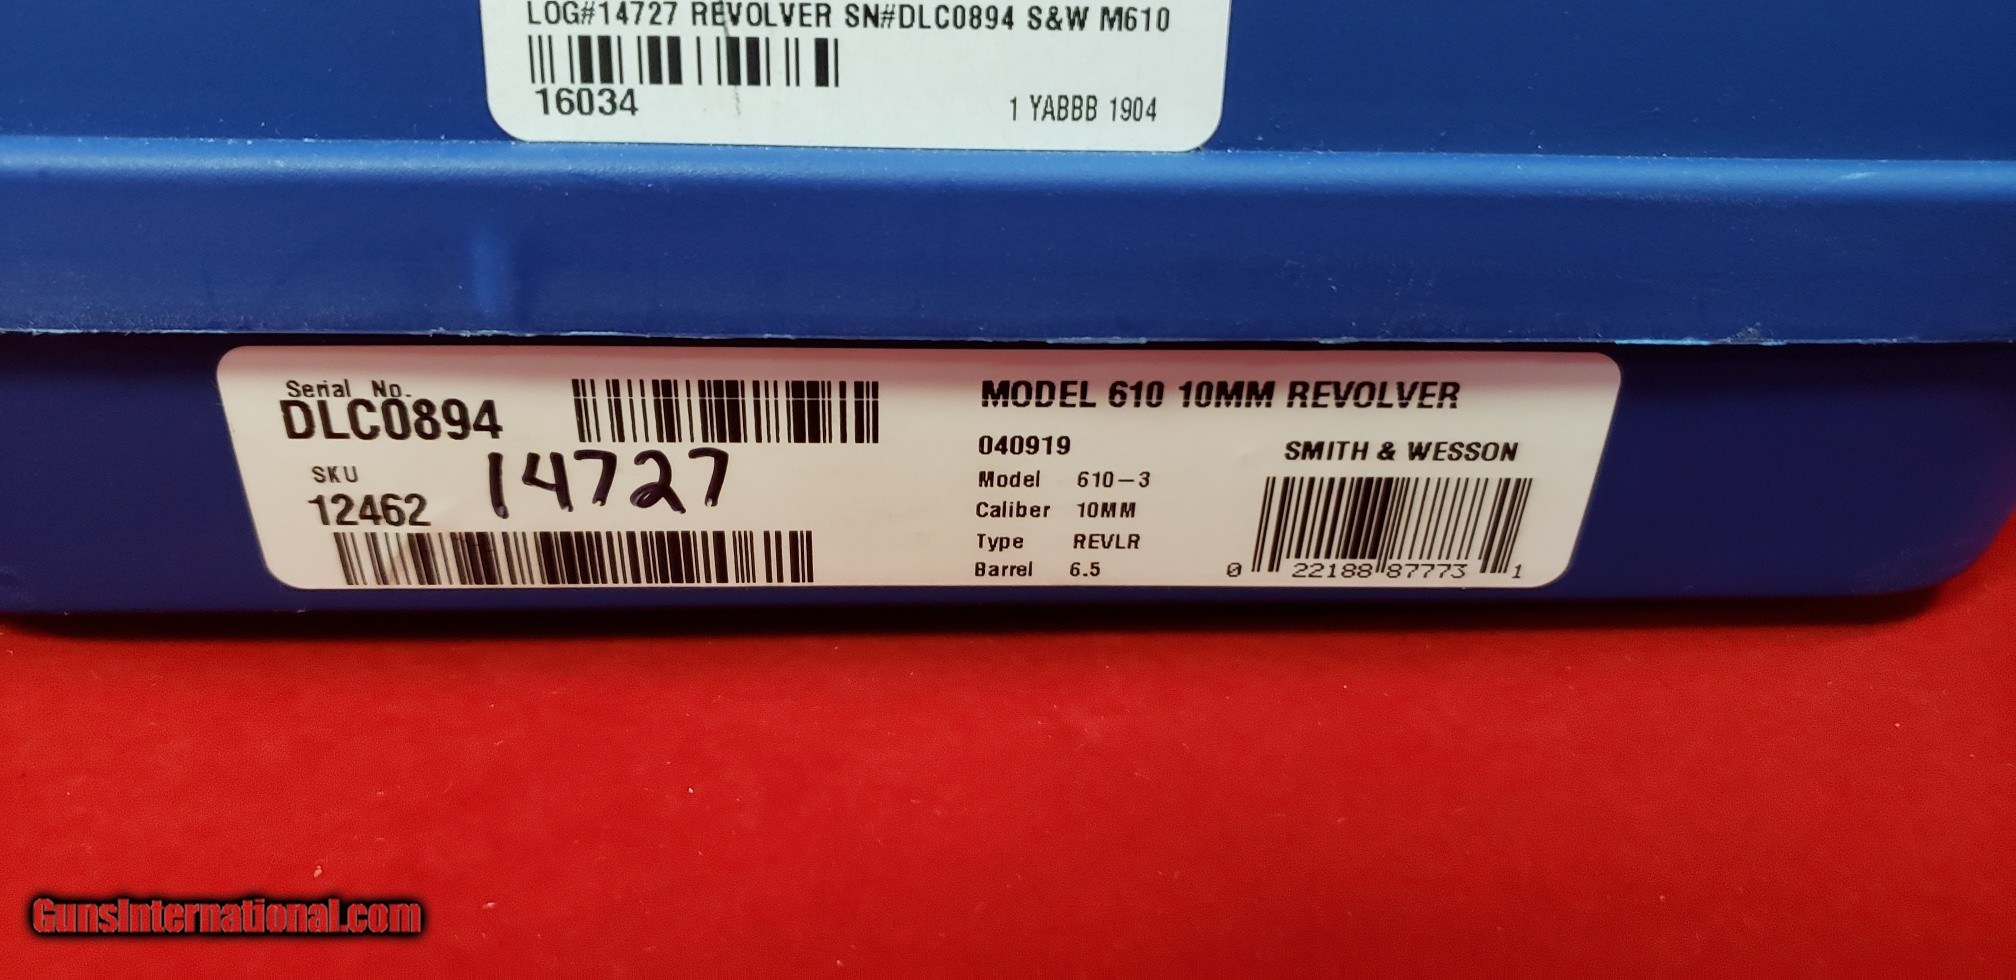 LOG#14727 REVOLVER SN#DLC0894 S&W M610
16034 1 YABBB 1904
Serial No.
DLC0894
SKU
12462
14727
MODEL 610 10MM REVOLVER
040919
SMITH & WESSON
Model 610-3
Caliber 10MM
Type REVLR
Barrel 6.5
0 22188 87773 1
GunsInternational.com